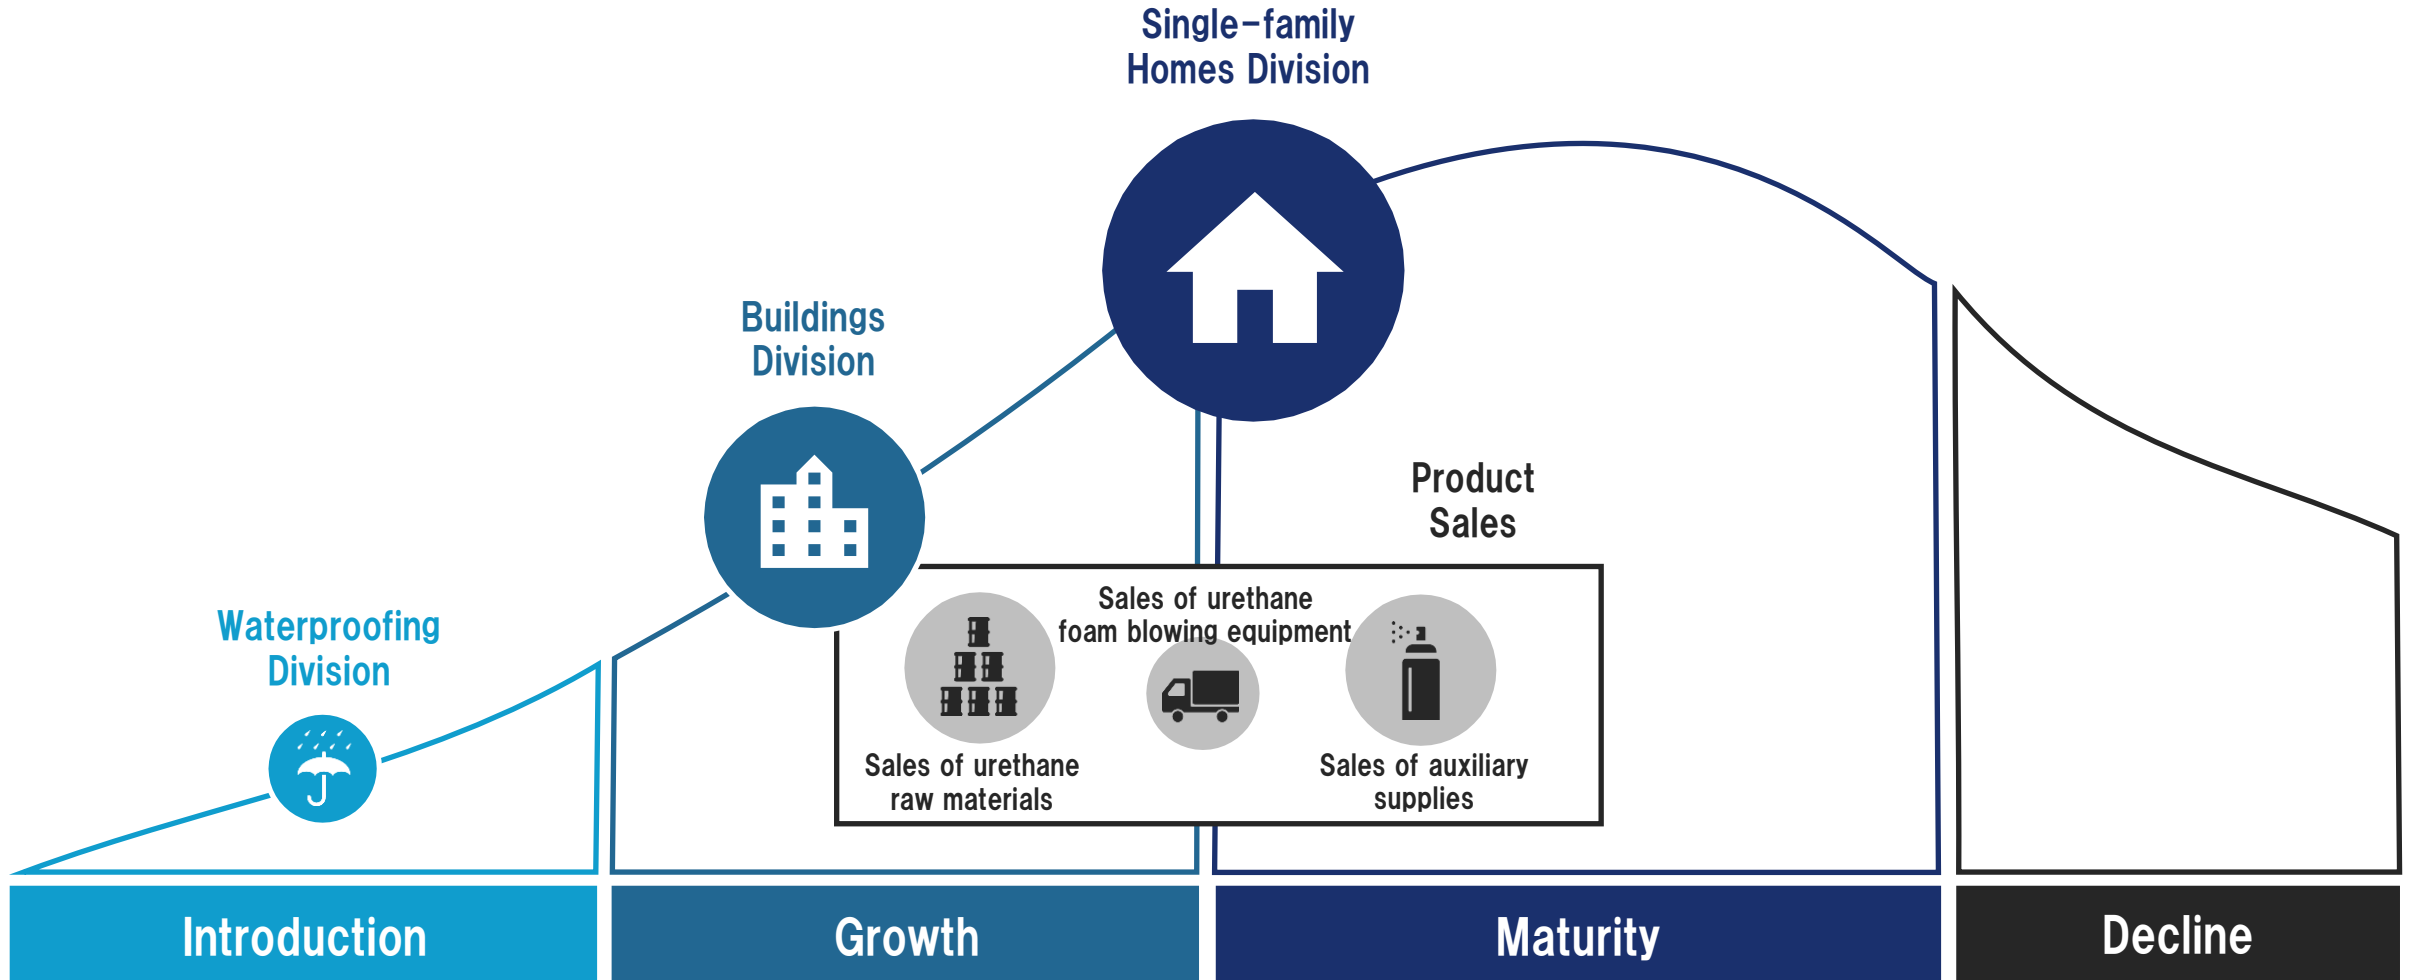 Single-family
Homes Division
Buildings
Division
Product
Sales
Waterproofing
Division
Sales of urethane
foam blowing equipment
Sales of urethane
raw materials
Sales of auxiliary
supplies
Introduction
Growth
Maturity
Decline